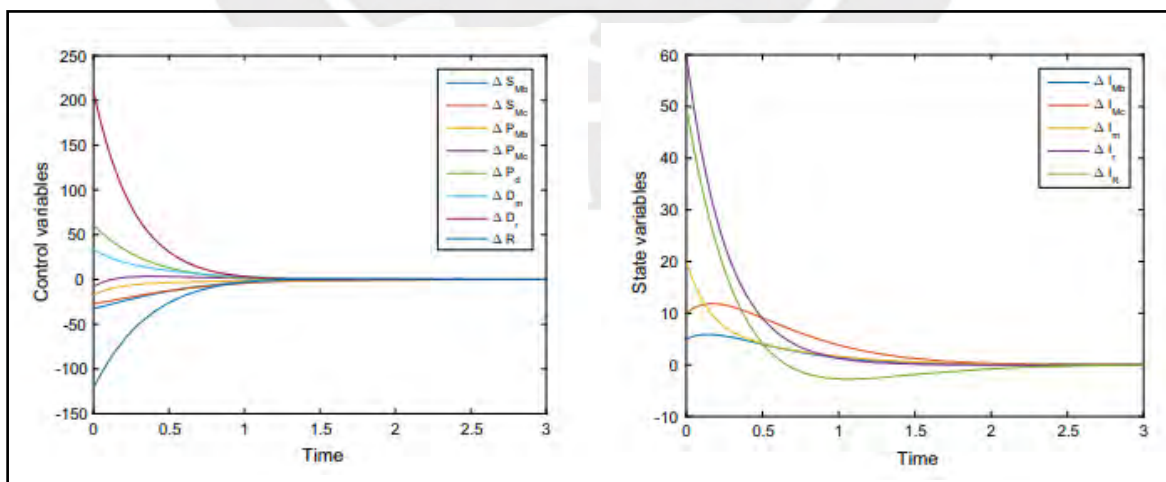 250
200
150
100
50
0
-50
-100
-150
0 0.5 1 1.5 2 2.5 3
Time
Control variables
Δ S_Mb
Δ S_Mc
Δ P_Mb
Δ P_Mc
Δ P_d
Δ D_m
Δ D_r
Δ R
60
50
40
30
20
10
0
-10
0 0.5 1 1.5 2 2.5 3
Time
State variables
Δ I_Mb
Δ I_Mc
Δ I_m
Δ I_r
Δ I_R